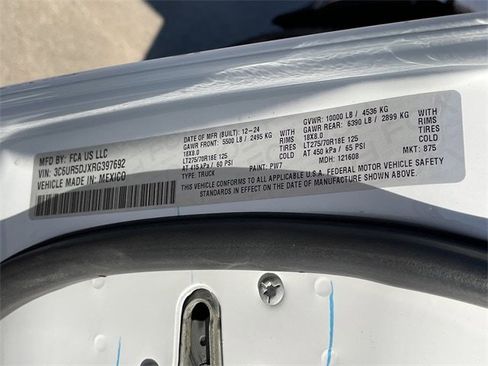 MFD BY: FCA US LLC
VIN: 3C6UR5DJXRG397692
VEHICLE MADE IN: MEXICO
DATE OF MFR (BUILT): 12-24
GAWR FRONT: 5500 LB / 2495 KG WITH
18X8.0 RIMS
LT275/70R18E 125 TIRES
AT 415 kPa / 60 PSI COLD
TYPE: TRUCK PAINT: PW7
GVWR: 10000 LB / 4536 KG
GAWR REAR: 6390 LB / 2899 KG WITH
18X8.0 RIMS
LT275/70R18E 125 TIRES
AT 450 kPa / 65 PSI COLD
MDH: 121608 MKT: 875
THIS VEHICLE CONFORMS TO ALL APPLICABLE U.S.A. FEDERAL MOTOR VEHICLE SAFETY
STANDARDS IN EFFECT ON THE DATE OF MANUFACTURE SHOWN ABOVE.